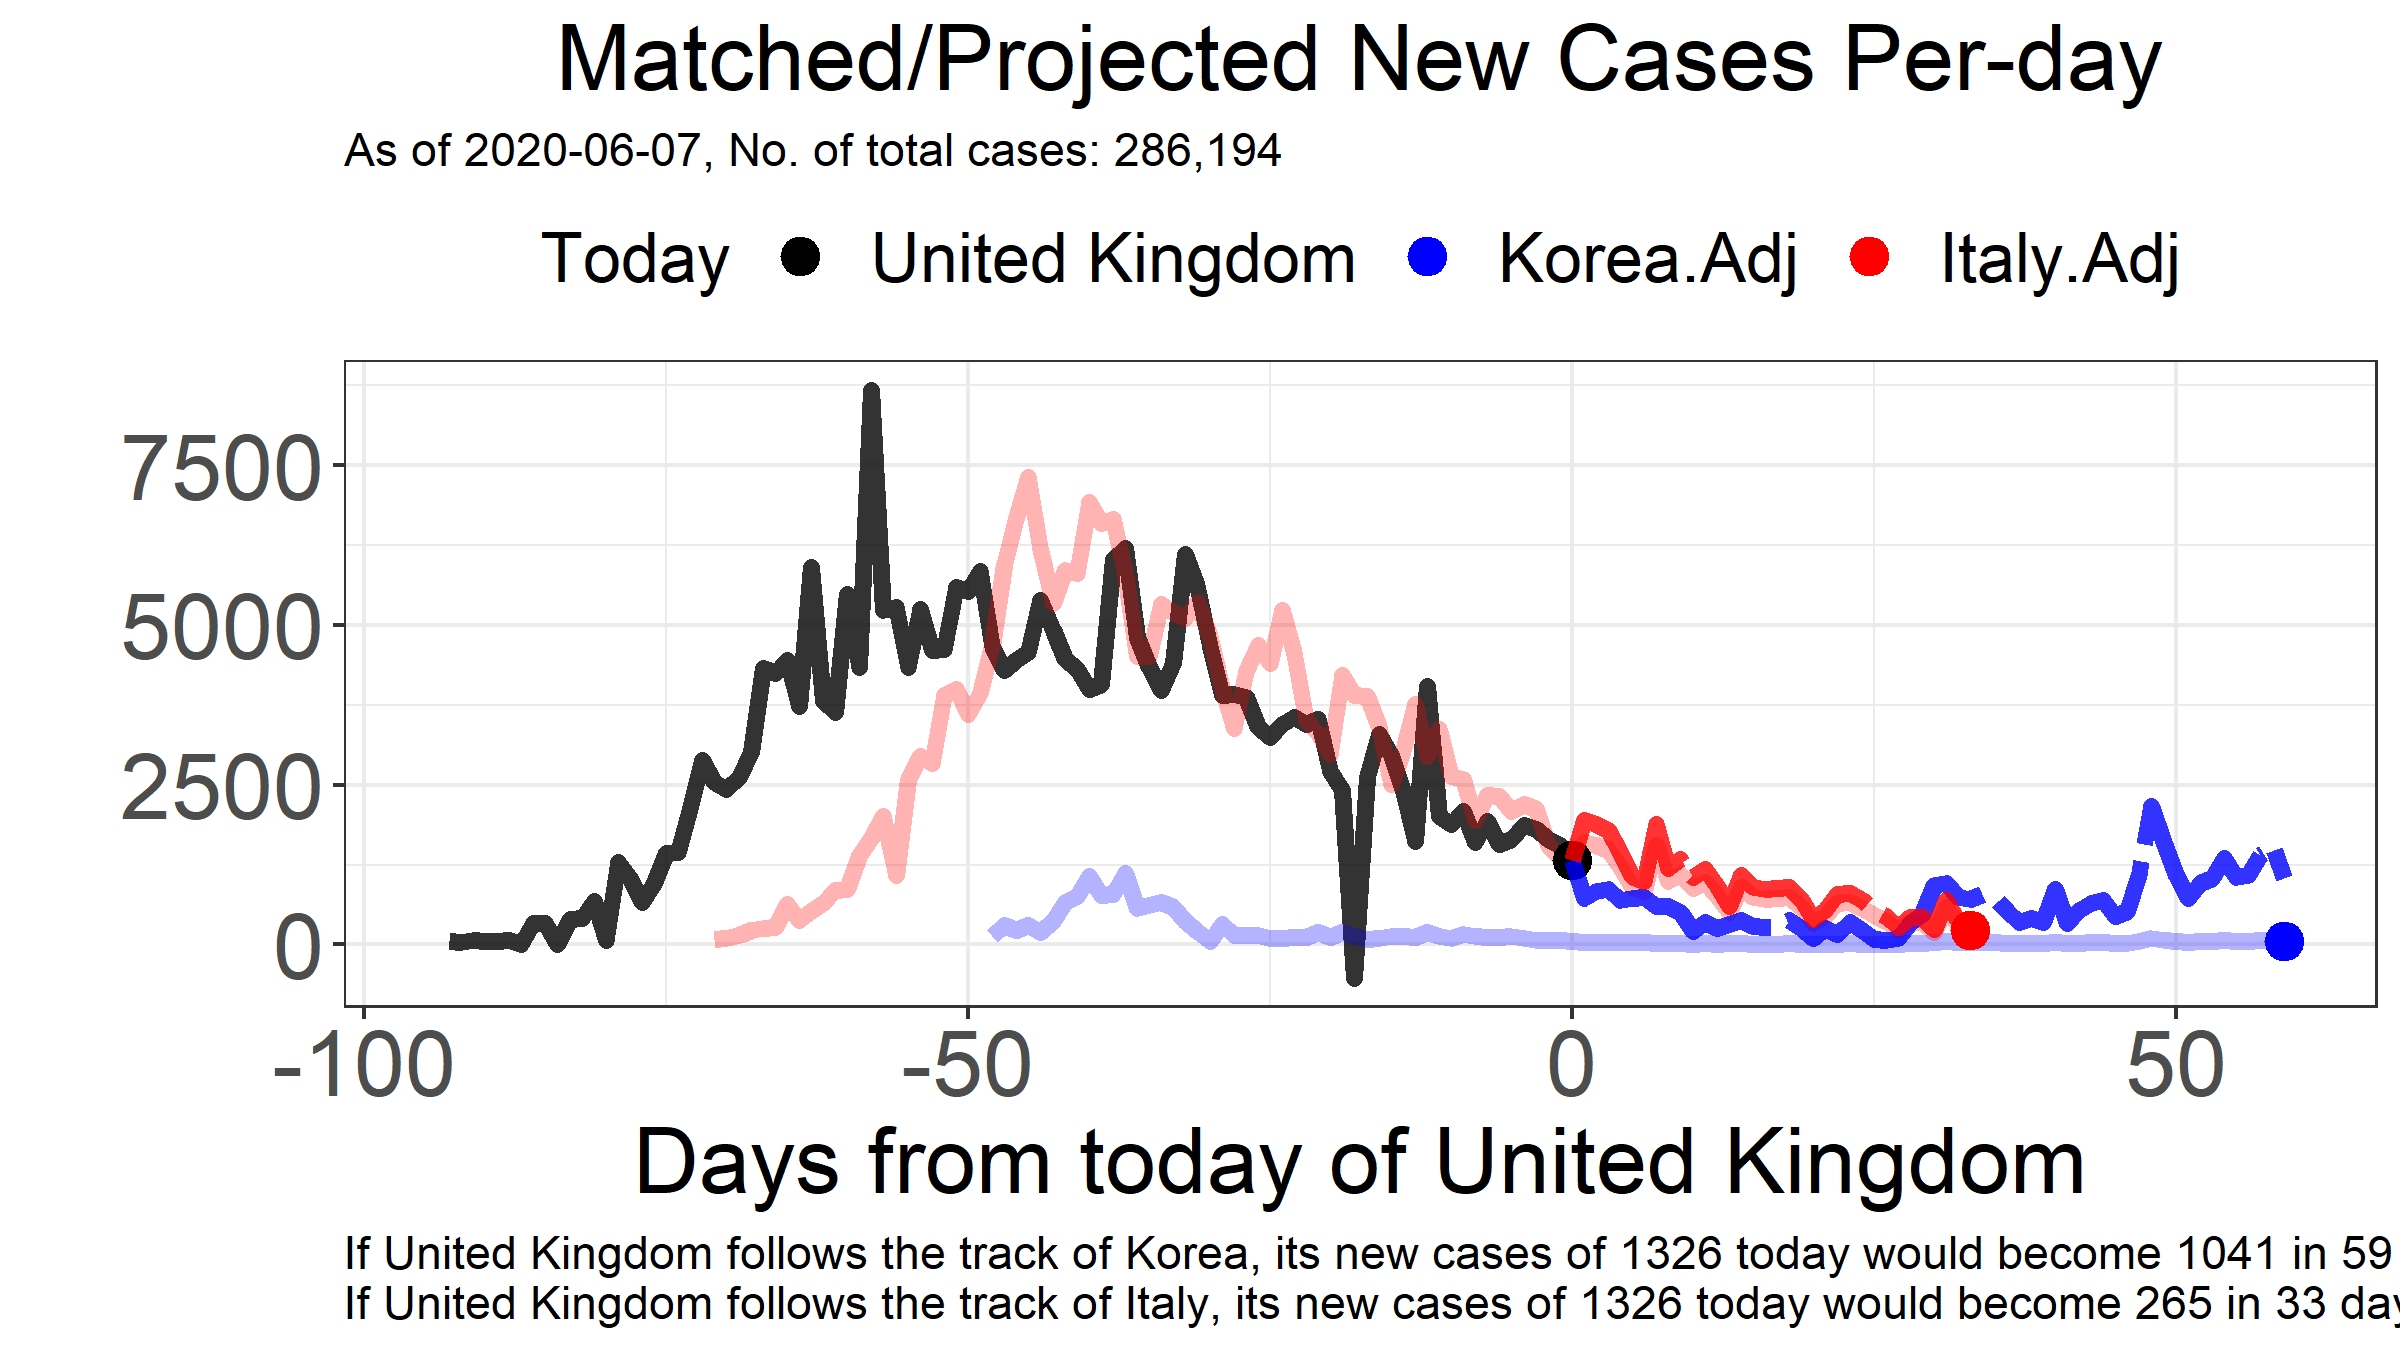 Matched/Projected New Cases Per-day
As of 2020-06-07, No. of total cases: 286,194
Today United Kingdom Korea.Adj Italy.Adj
7500
5000
2500
0
-100 -50 0 50
Days from today of United Kingdom
If United Kingdom follows the track of Korea, its new cases of 1326 today would become 1041 in 59
If United Kingdom follows the track of Italy, its new cases of 1326 today would become 265 in 33